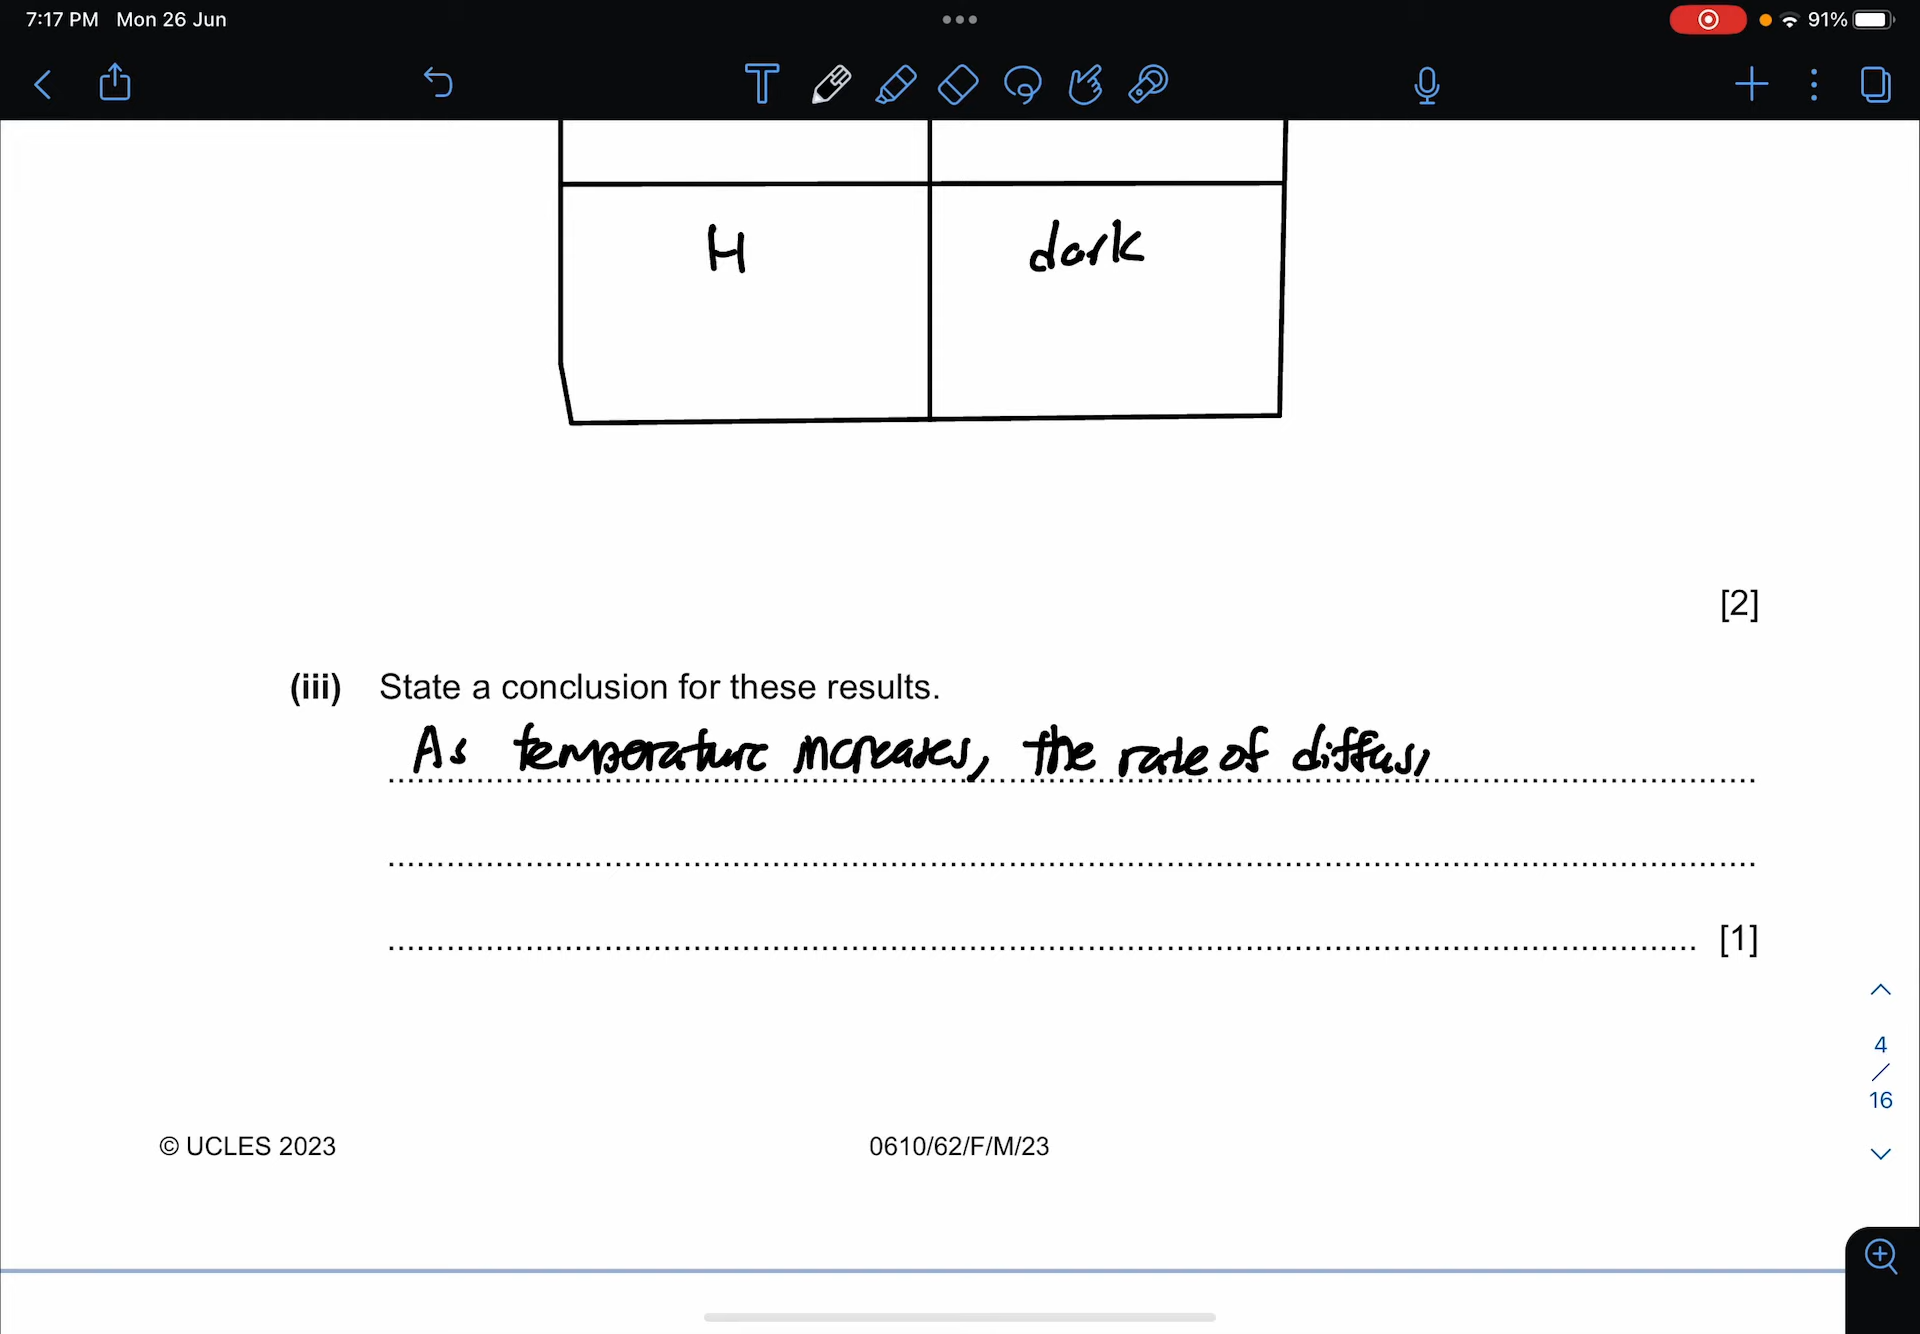 7:17 PM Mon 26 Jun
91%
H dark
[2]
(iii) State a conclusion for these results.
As temperature increases, the rate of diffusi
[1]
4
/
16
© UCLES 2023 0610/62/F/M/23